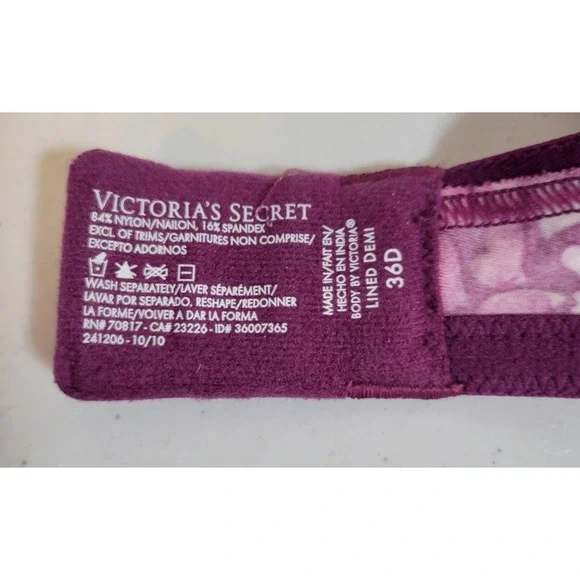 VICTORIA'S SECRET
84% NYLON/NAILON, 16% SPANDEX
EXCL OF TRIMS/GARNITURES NON COMPRISE/
EXCEPTO ADORNOS
WASH SEPARATELY/LAVER SÉPARÉMENT/
LAVAR POR SEPARADO, RESHAPE/REDONNER
LA FORME/VOLVER A DAR LA FORMA
RN# 70817 - CA# 23226 - ID# 36007365
241206 - 10/10
MADE IN/FAIT EN/
HECHO EN INDIA
BODY BY VICTORIA®
LINED DEMI
36D